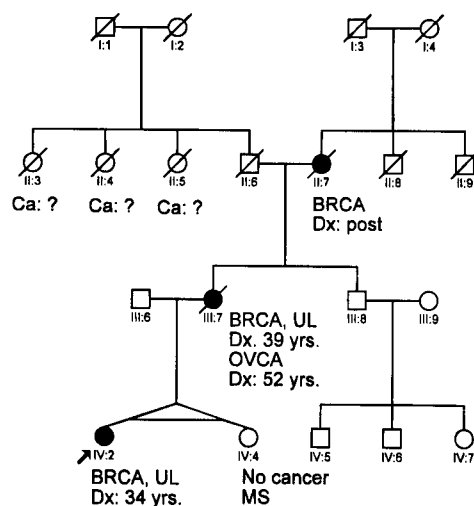 I:1 I:2 I:3 I:4
II:3 II:4 II:5 II:6 II:7 II:8 II:9
Ca: ? Ca: ? Ca: ?
BRCA
Dx: post
III:6 III:7 III:8 III:9
BRCA, UL
Dx. 39 yrs.
OVCA
Dx: 52 yrs.
IV:2 IV:4 IV:5 IV:6 IV:7
BRCA, UL
Dx: 34 yrs.
No cancer
MS